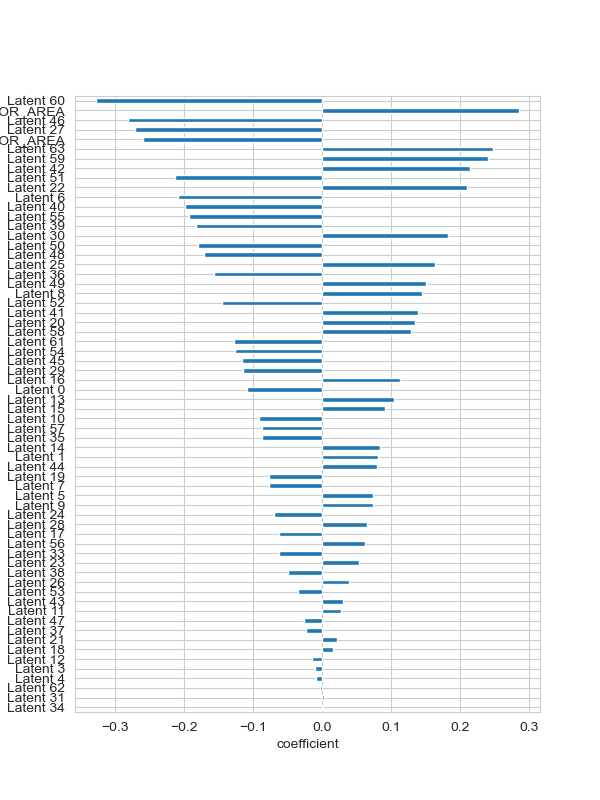 Latent 60
OR_AREA
Latent 46
Latent 27
OR_AREA
Latent 63
Latent 59
Latent 42
Latent 51
Latent 22
Latent 6
Latent 40
Latent 55
Latent 39
Latent 30
Latent 50
Latent 48
Latent 25
Latent 36
Latent 49
Latent 8
Latent 52
Latent 41
Latent 20
Latent 58
Latent 61
Latent 54
Latent 45
Latent 29
Latent 16
Latent 0
Latent 13
Latent 15
Latent 10
Latent 57
Latent 35
Latent 14
Latent 1
Latent 44
Latent 19
Latent 7
Latent 5
Latent 9
Latent 24
Latent 28
Latent 17
Latent 56
Latent 33
Latent 23
Latent 38
Latent 26
Latent 53
Latent 43
Latent 11
Latent 47
Latent 37
Latent 21
Latent 18
Latent 12
Latent 3
Latent 4
Latent 62
Latent 31
Latent 34
−0.3 −0.2 −0.1 0.0 0.1 0.2 0.3
coefficient